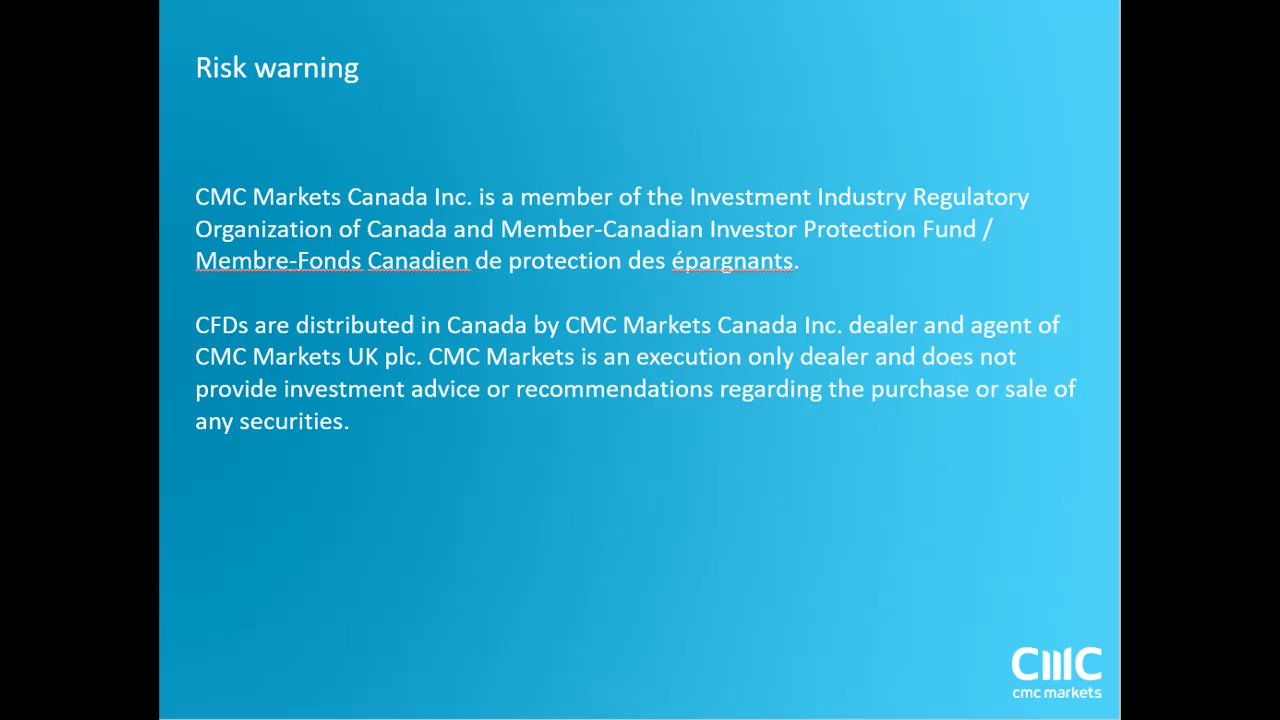 Risk warning
CMC Markets Canada Inc. is a member of the Investment Industry Regulatory
Organization of Canada and Member-Canadian Investor Protection Fund /
Membre-Fonds Canadien de protection des épargnants.
CFDs are distributed in Canada by CMC Markets Canada Inc. dealer and agent of
CMC Markets UK plc. CMC Markets is an execution only dealer and does not
provide investment advice or recommendations regarding the purchase or sale of
any securities.
CMC
cmc markets